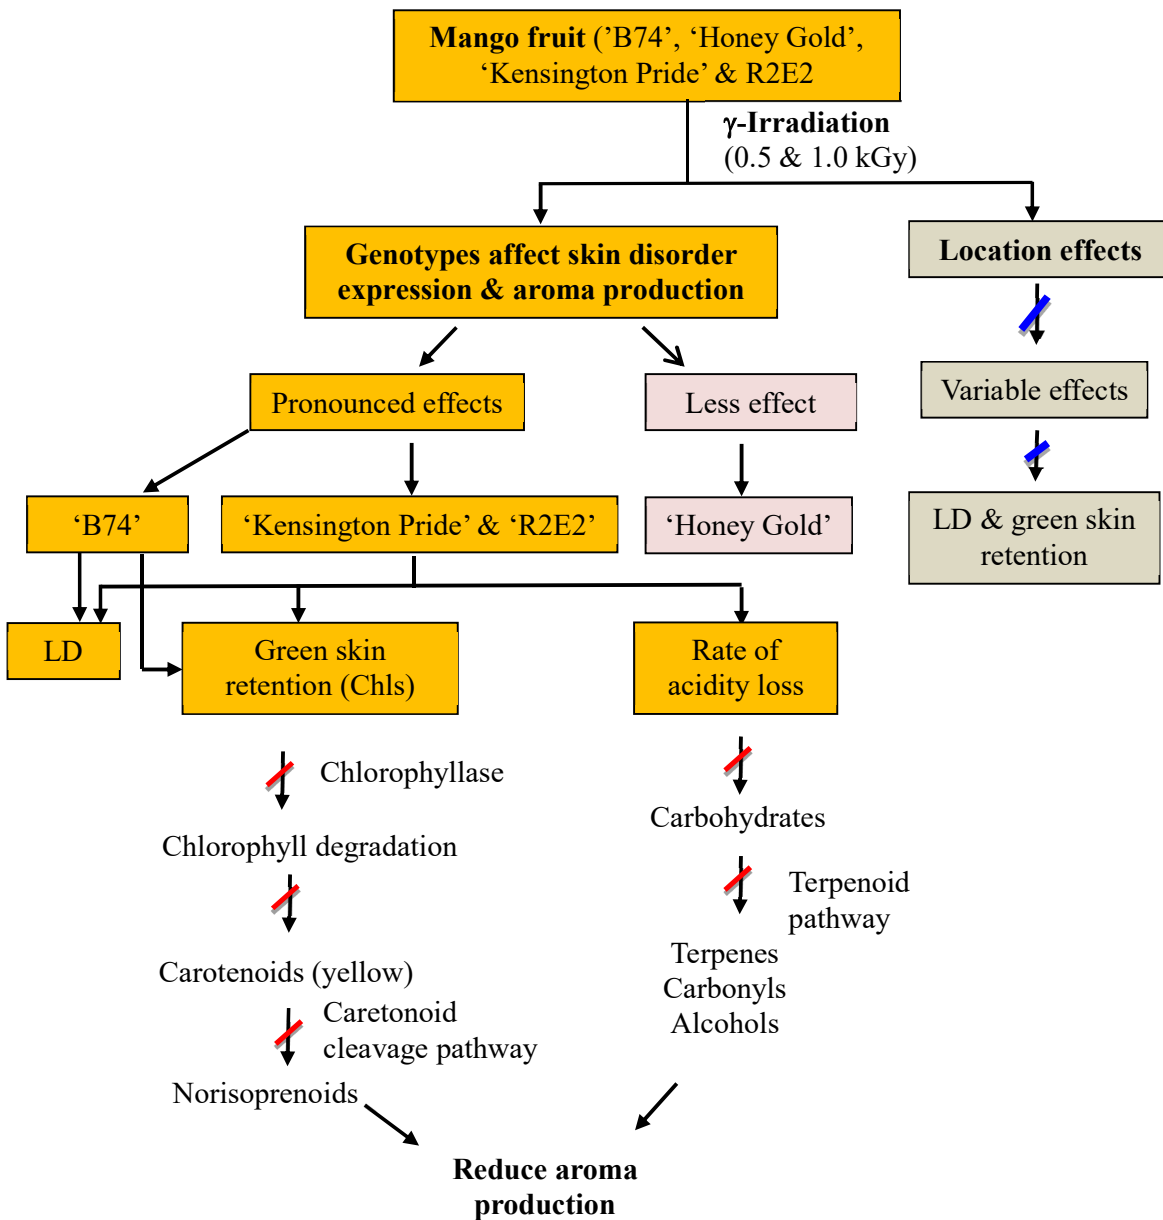 Mango fruit (’B74’, ‘Honey Gold’,
‘Kensington Pride’ & R2E2
γ-Irradiation
(0.5 & 1.0 kGy)
Genotypes affect skin disorder
expression & aroma production
Location effects
Pronounced effects
Less effect
Variable effects
‘B74’
‘Kensington Pride’ & ‘R2E2’
‘Honey Gold’
LD & green skin
retention
LD
Green skin
retention (Chls)
Rate of
acidity loss
Chlorophyllase
Carbohydrates
Chlorophyll degradation
Terpenoid
pathway
Carotenoids (yellow)
Terpenes
Carbonyls
Alcohols
Caretonoid
cleavage pathway
Norisoprenoids
Reduce aroma
production